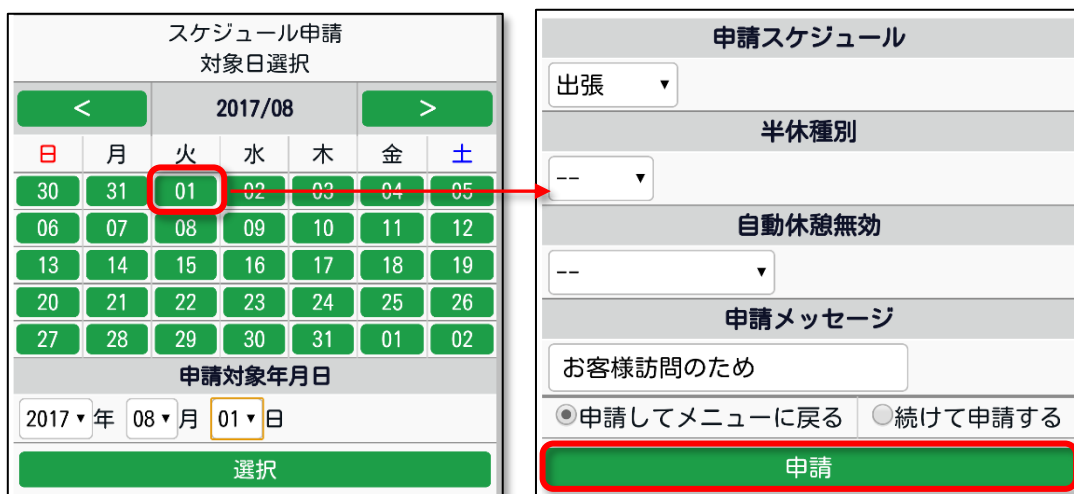 スケジュール申請
対象日選択
< 2017/08 >
日 月 火 水 木 金 土
30 31 01 02 03 04 05
06 07 08 09 10 11 12
13 14 15 16 17 18 19
20 21 22 23 24 25 26
27 28 29 30 31 01 02
申請対象年月日
2017▼年 08▼月 01▼日
選択
申請スケジュール
出張 ▼
半休種別
-- ▼
自動休憩無効
-- ▼
申請メッセージ
お客様訪問のため
申請してメニューに戻る 続けて申請する
申請